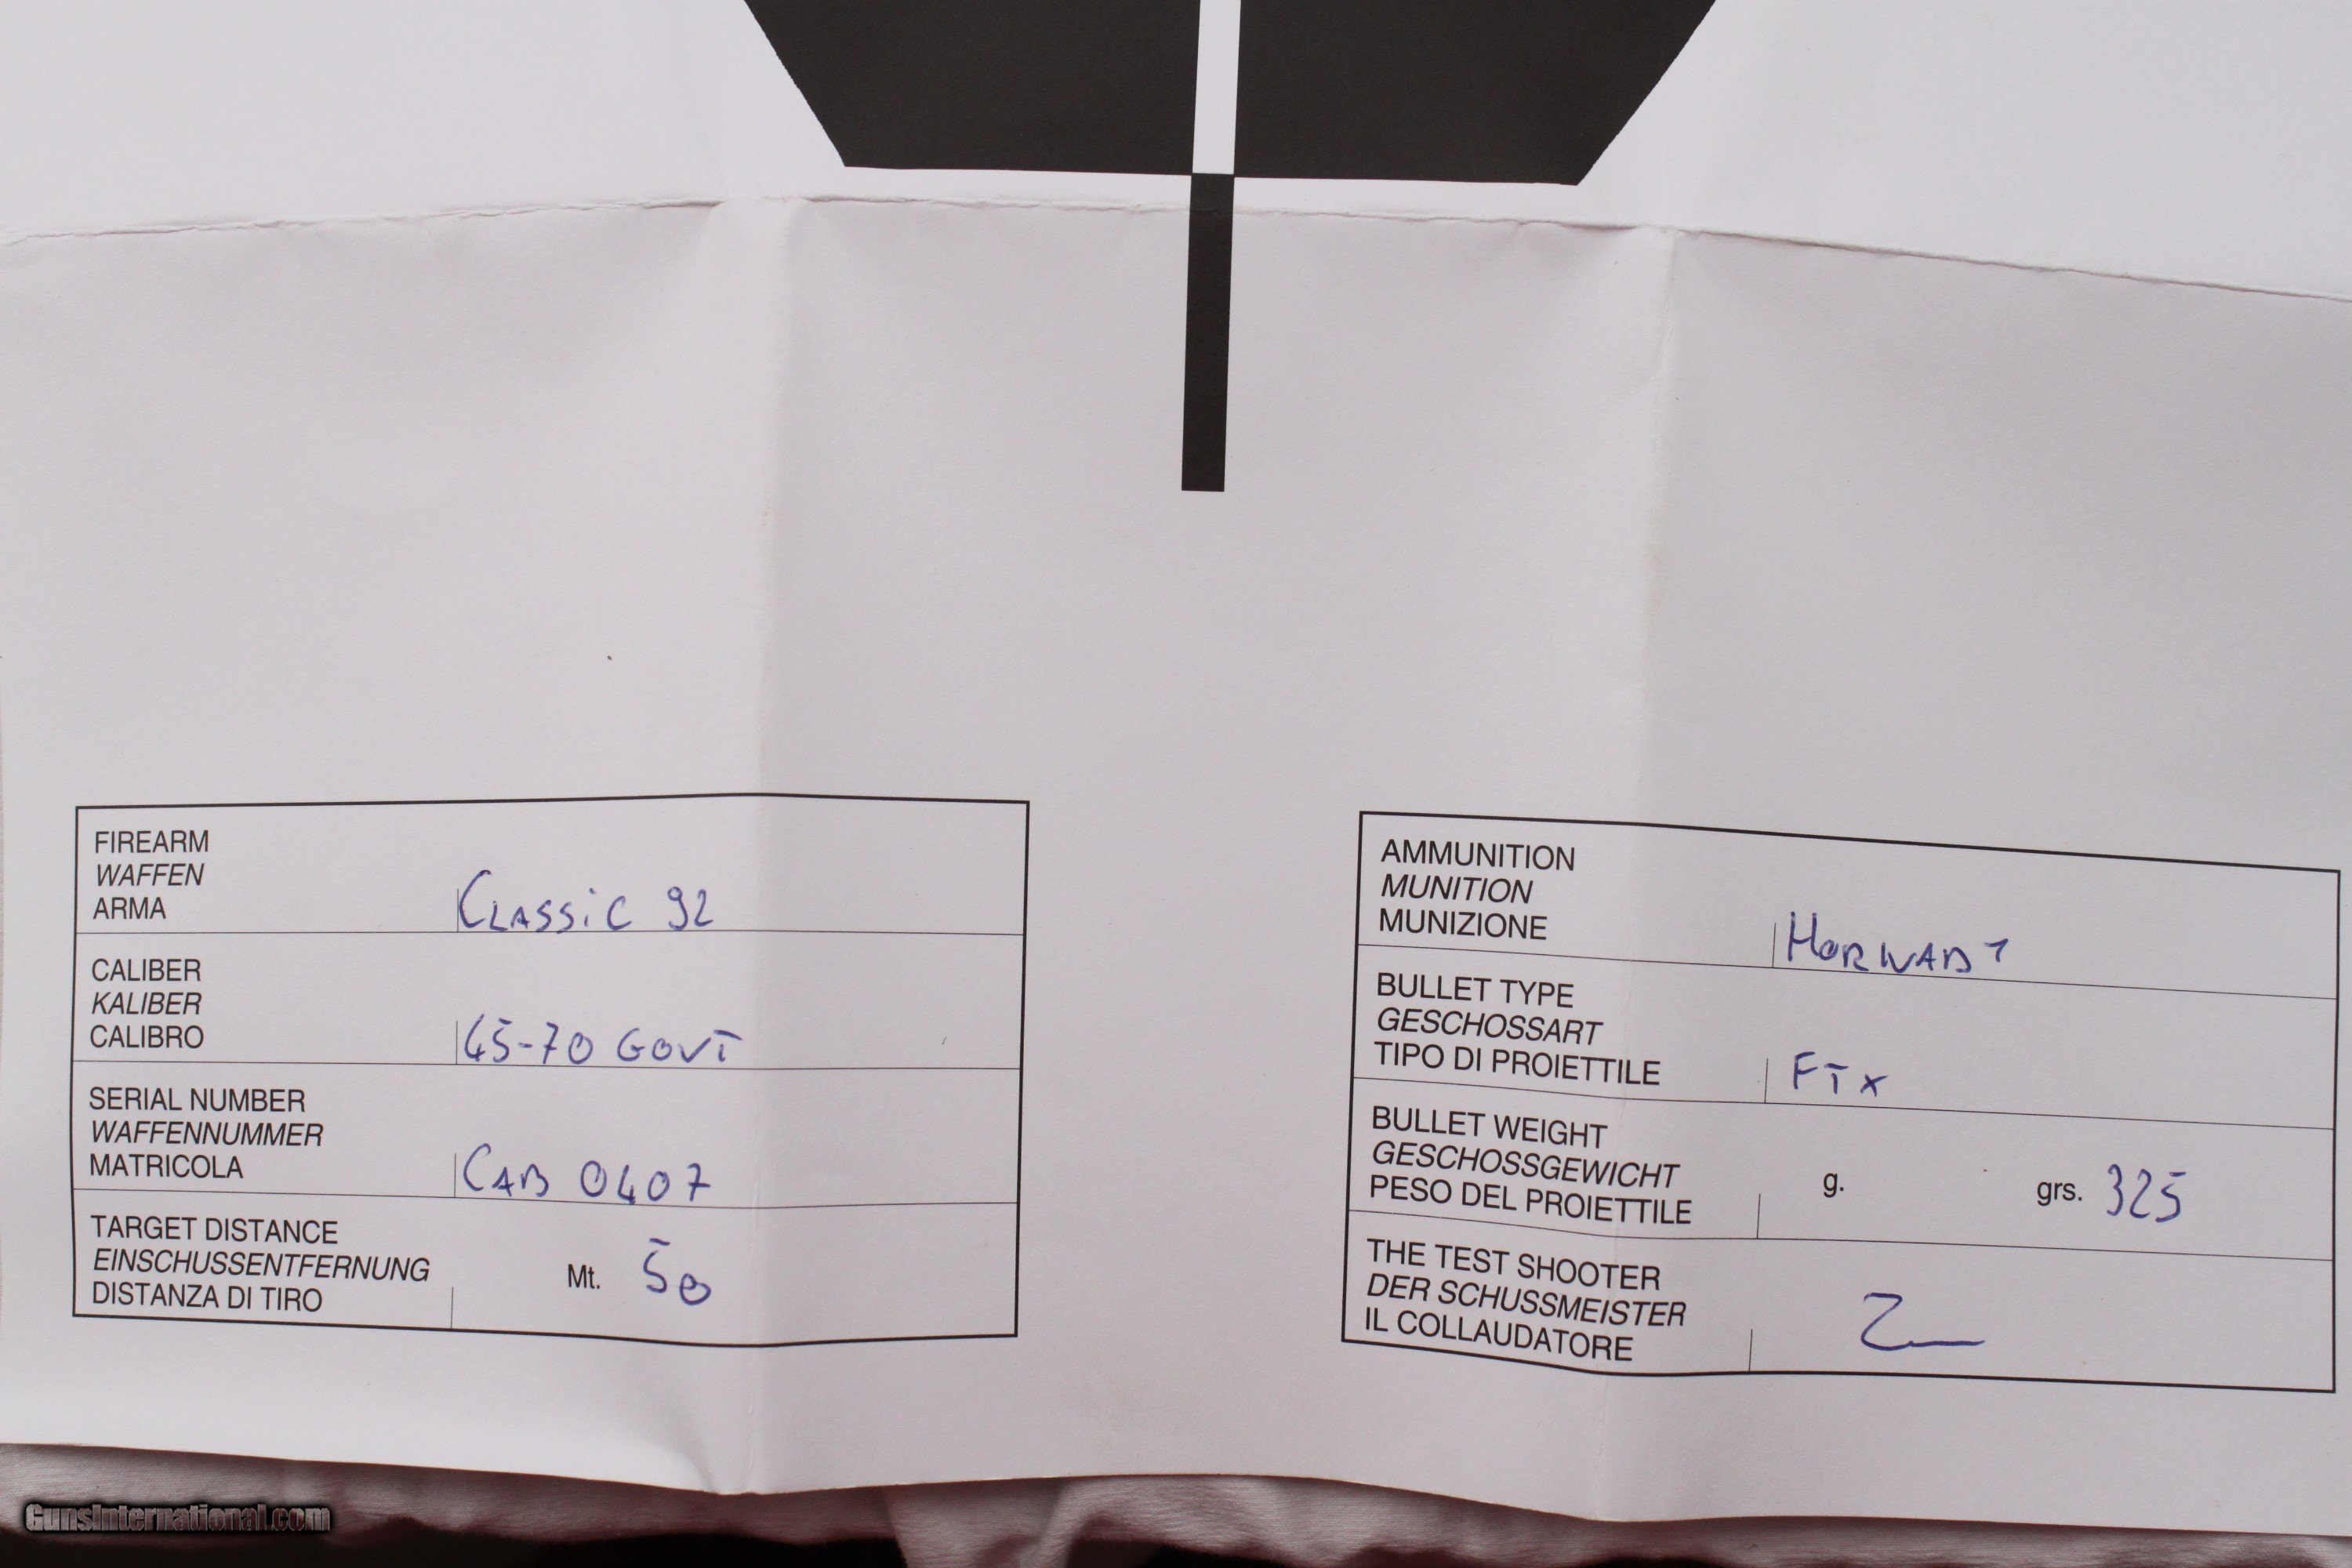 FIREARM
WAFFEN
ARMA
CLASSiC 92
CALIBER
KALIBER
CALIBRO
45-70 GOVT
SERIAL NUMBER
WAFFENNUMMER
MATRICOLA
CAB 0407
TARGET DISTANCE
EINSCHUSSENTFERNUNG
DISTANZA DI TIRO
Mt. 50
AMMUNITION
MUNITION
MUNIZIONE
BULLET TYPE
GESCHOSSART
TIPO DI PROIETTILE
FTX
BULLET WEIGHT
GESCHOSSGEWICHT
PESO DEL PROIETTILE
g. grs. 325
THE TEST SHOOTER
DER SCHUSSMEISTER
IL COLLAUDATORE
GunsInternational.com